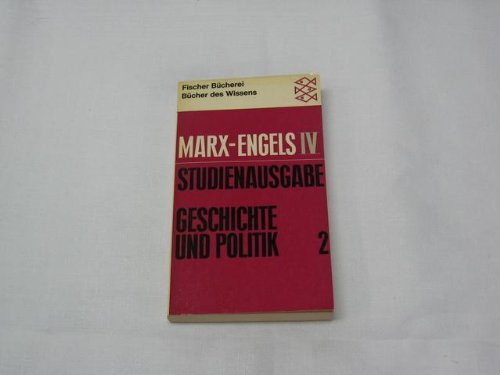 Fischer Bücherei
Bücher des Wissens
MARX-ENGELS IV
STUDIENAUSGABE
GESCHICHTE
UND POLITIK 2